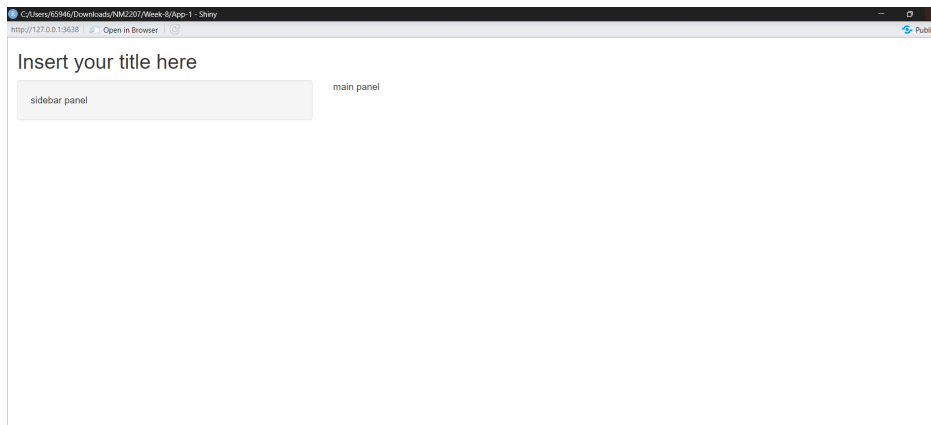 C:/Users/65946/Downloads/NM2207/Week-8/App-1 - Shiny
http://127.0.0.1:3638 Open in Browser Publ
Insert your title here
sidebar panel
main panel